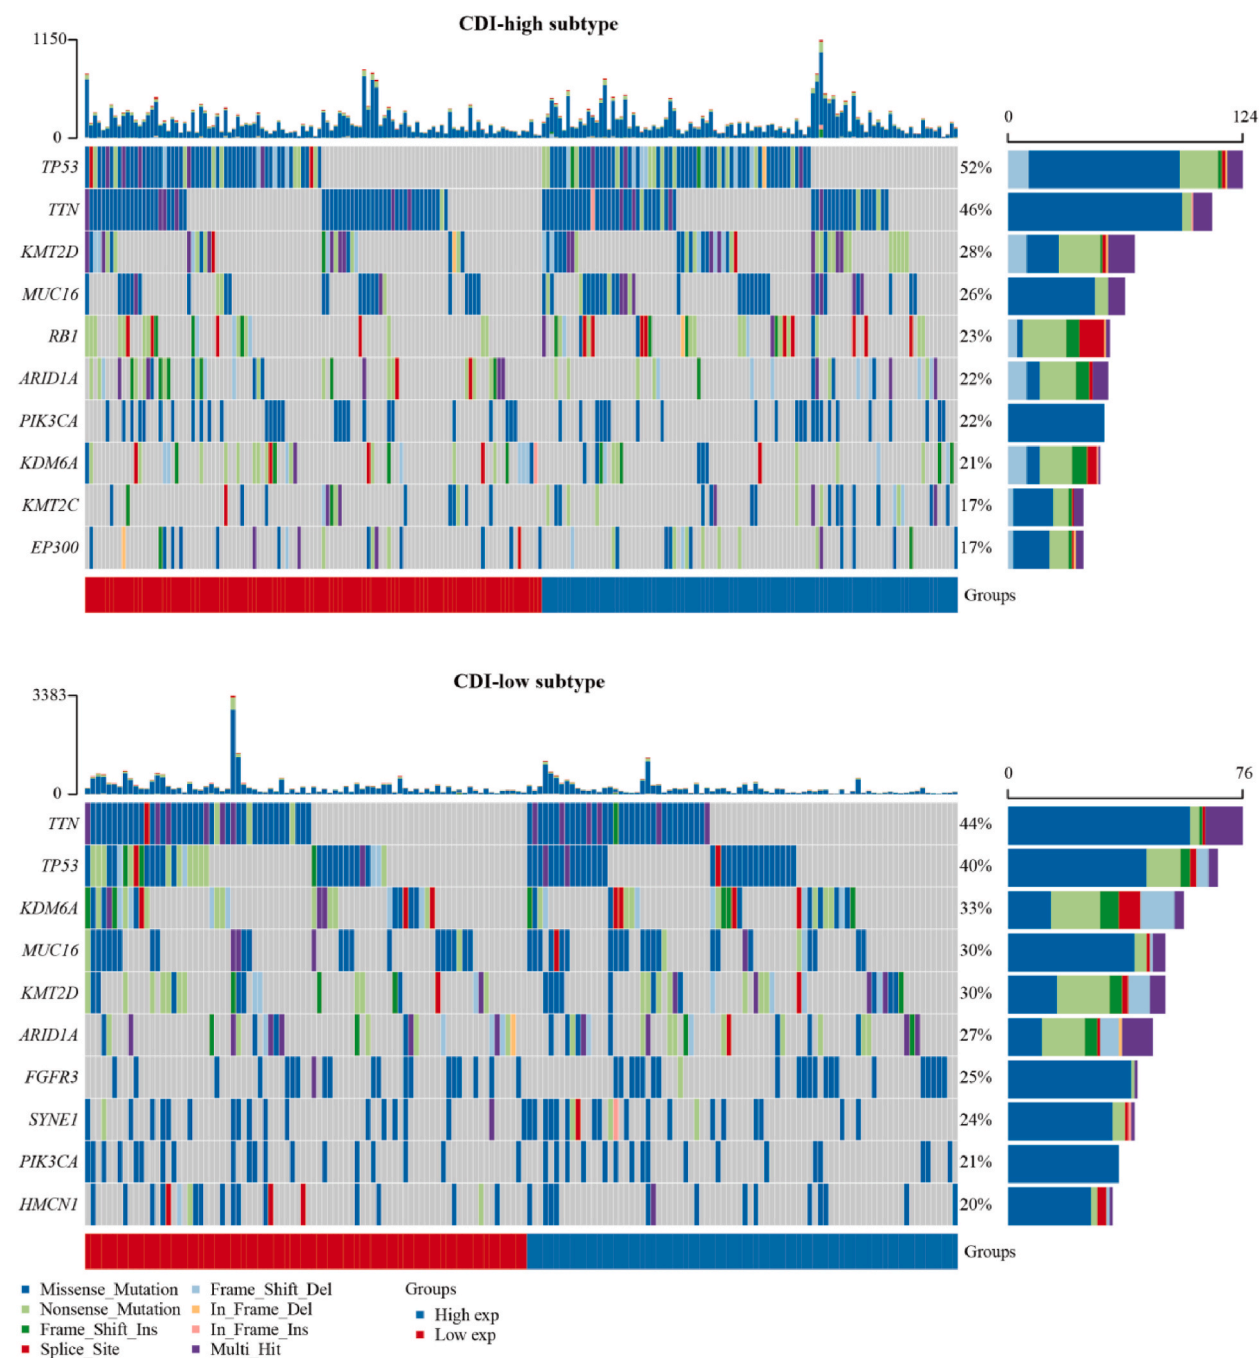 CDI-high subtype
1150
0
0 124
TP53 52%
TTN 46%
KMT2D 28%
MUC16 26%
RB1 23%
ARID1A 22%
PIK3CA 22%
KDM6A 21%
KMT2C 17%
EP300 17%
Groups
CDI-low subtype
3383
0
0 76
TTN 44%
TP53 40%
KDM6A 33%
MUC16 30%
KMT2D 30%
ARID1A 27%
FGFR3 25%
SYNE1 24%
PIK3CA 21%
HMCN1 20%
Groups
Missense_Mutation Frame_Shift_Del Groups
Nonsense_Mutation In_Frame_Del High exp
Frame_Shift_Ins In_Frame_Ins Low exp
Splice_Site Multi_Hit